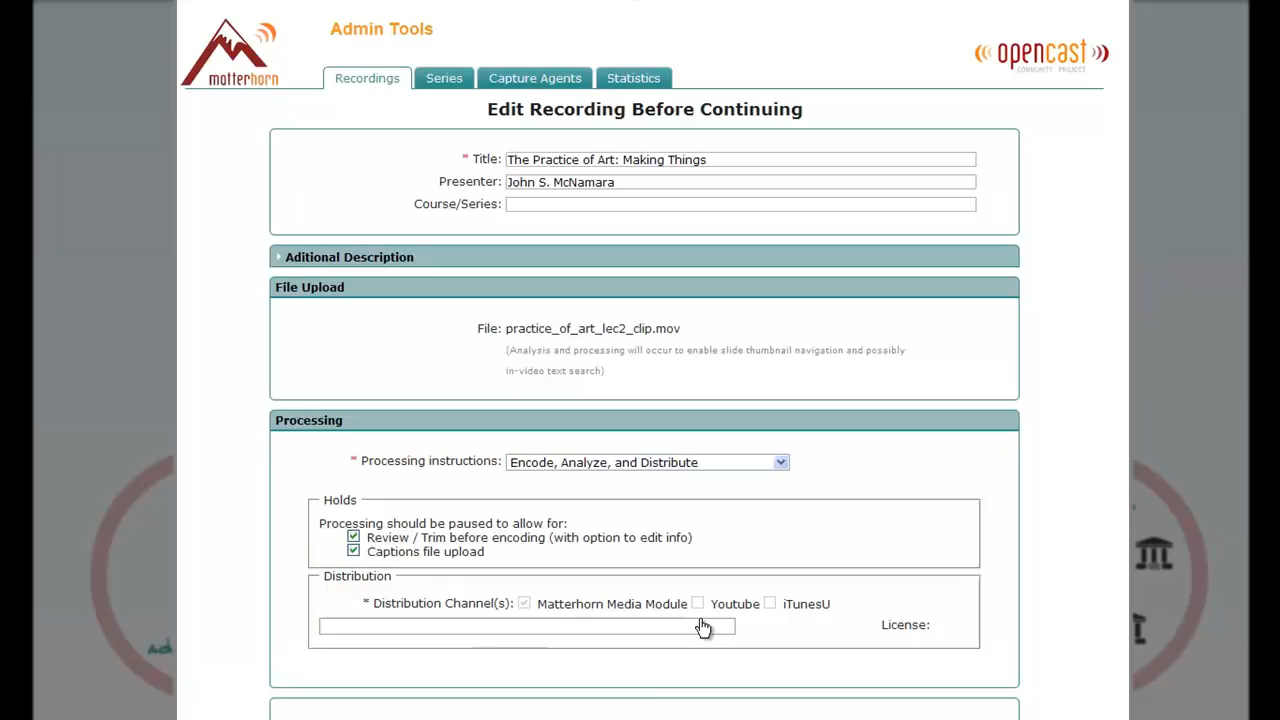 Admin Tools
matterhorn
opencast
COMMUNITY PROJECT
Recordings
Series
Capture Agents
Statistics
Edit Recording Before Continuing
* Title: The Practice of Art: Making Things
Presenter: John S. McNamara
Course/Series:
Aditional Description
File Upload
File: practice_of_art_lec2_clip.mov
(Analysis and processing will occur to enable slide thumbnail navigation and possibly
in-video text search)
Processing
* Processing instructions: Encode, Analyze, and Distribute
Holds
Processing should be paused to allow for:
Review / Trim before encoding (with option to edit info)
Captions file upload
Distribution
* Distribution Channel(s): Matterhorn Media Module Youtube iTunesU
License: